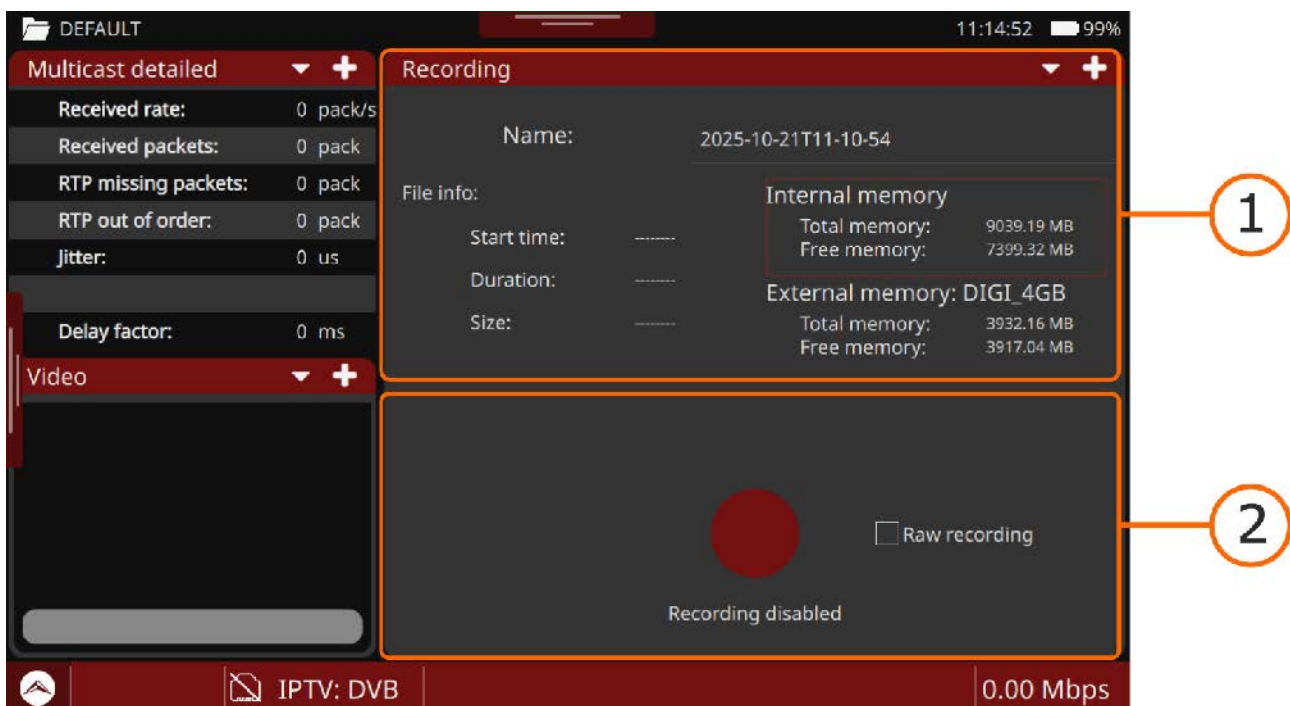 DEFAULT
11:14:52 99%
Multicast detailed
Received rate: 0 pack/s
Received packets: 0 pack
RTP missing packets: 0 pack
RTP out of order: 0 pack
Jitter: 0 us
Delay factor: 0 ms
Video
Recording
Name: 2025-10-21T11-10-54
File info:
Start time: --------
Duration: --------
Size: --------
Internal memory
Total memory: 9039.19 MB
Free memory: 7399.32 MB
External memory: DIGI_4GB
Total memory: 3932.16 MB
Free memory: 3917.04 MB
1
Raw recording
Recording disabled
2
IPTV: DVB
0.00 Mbps